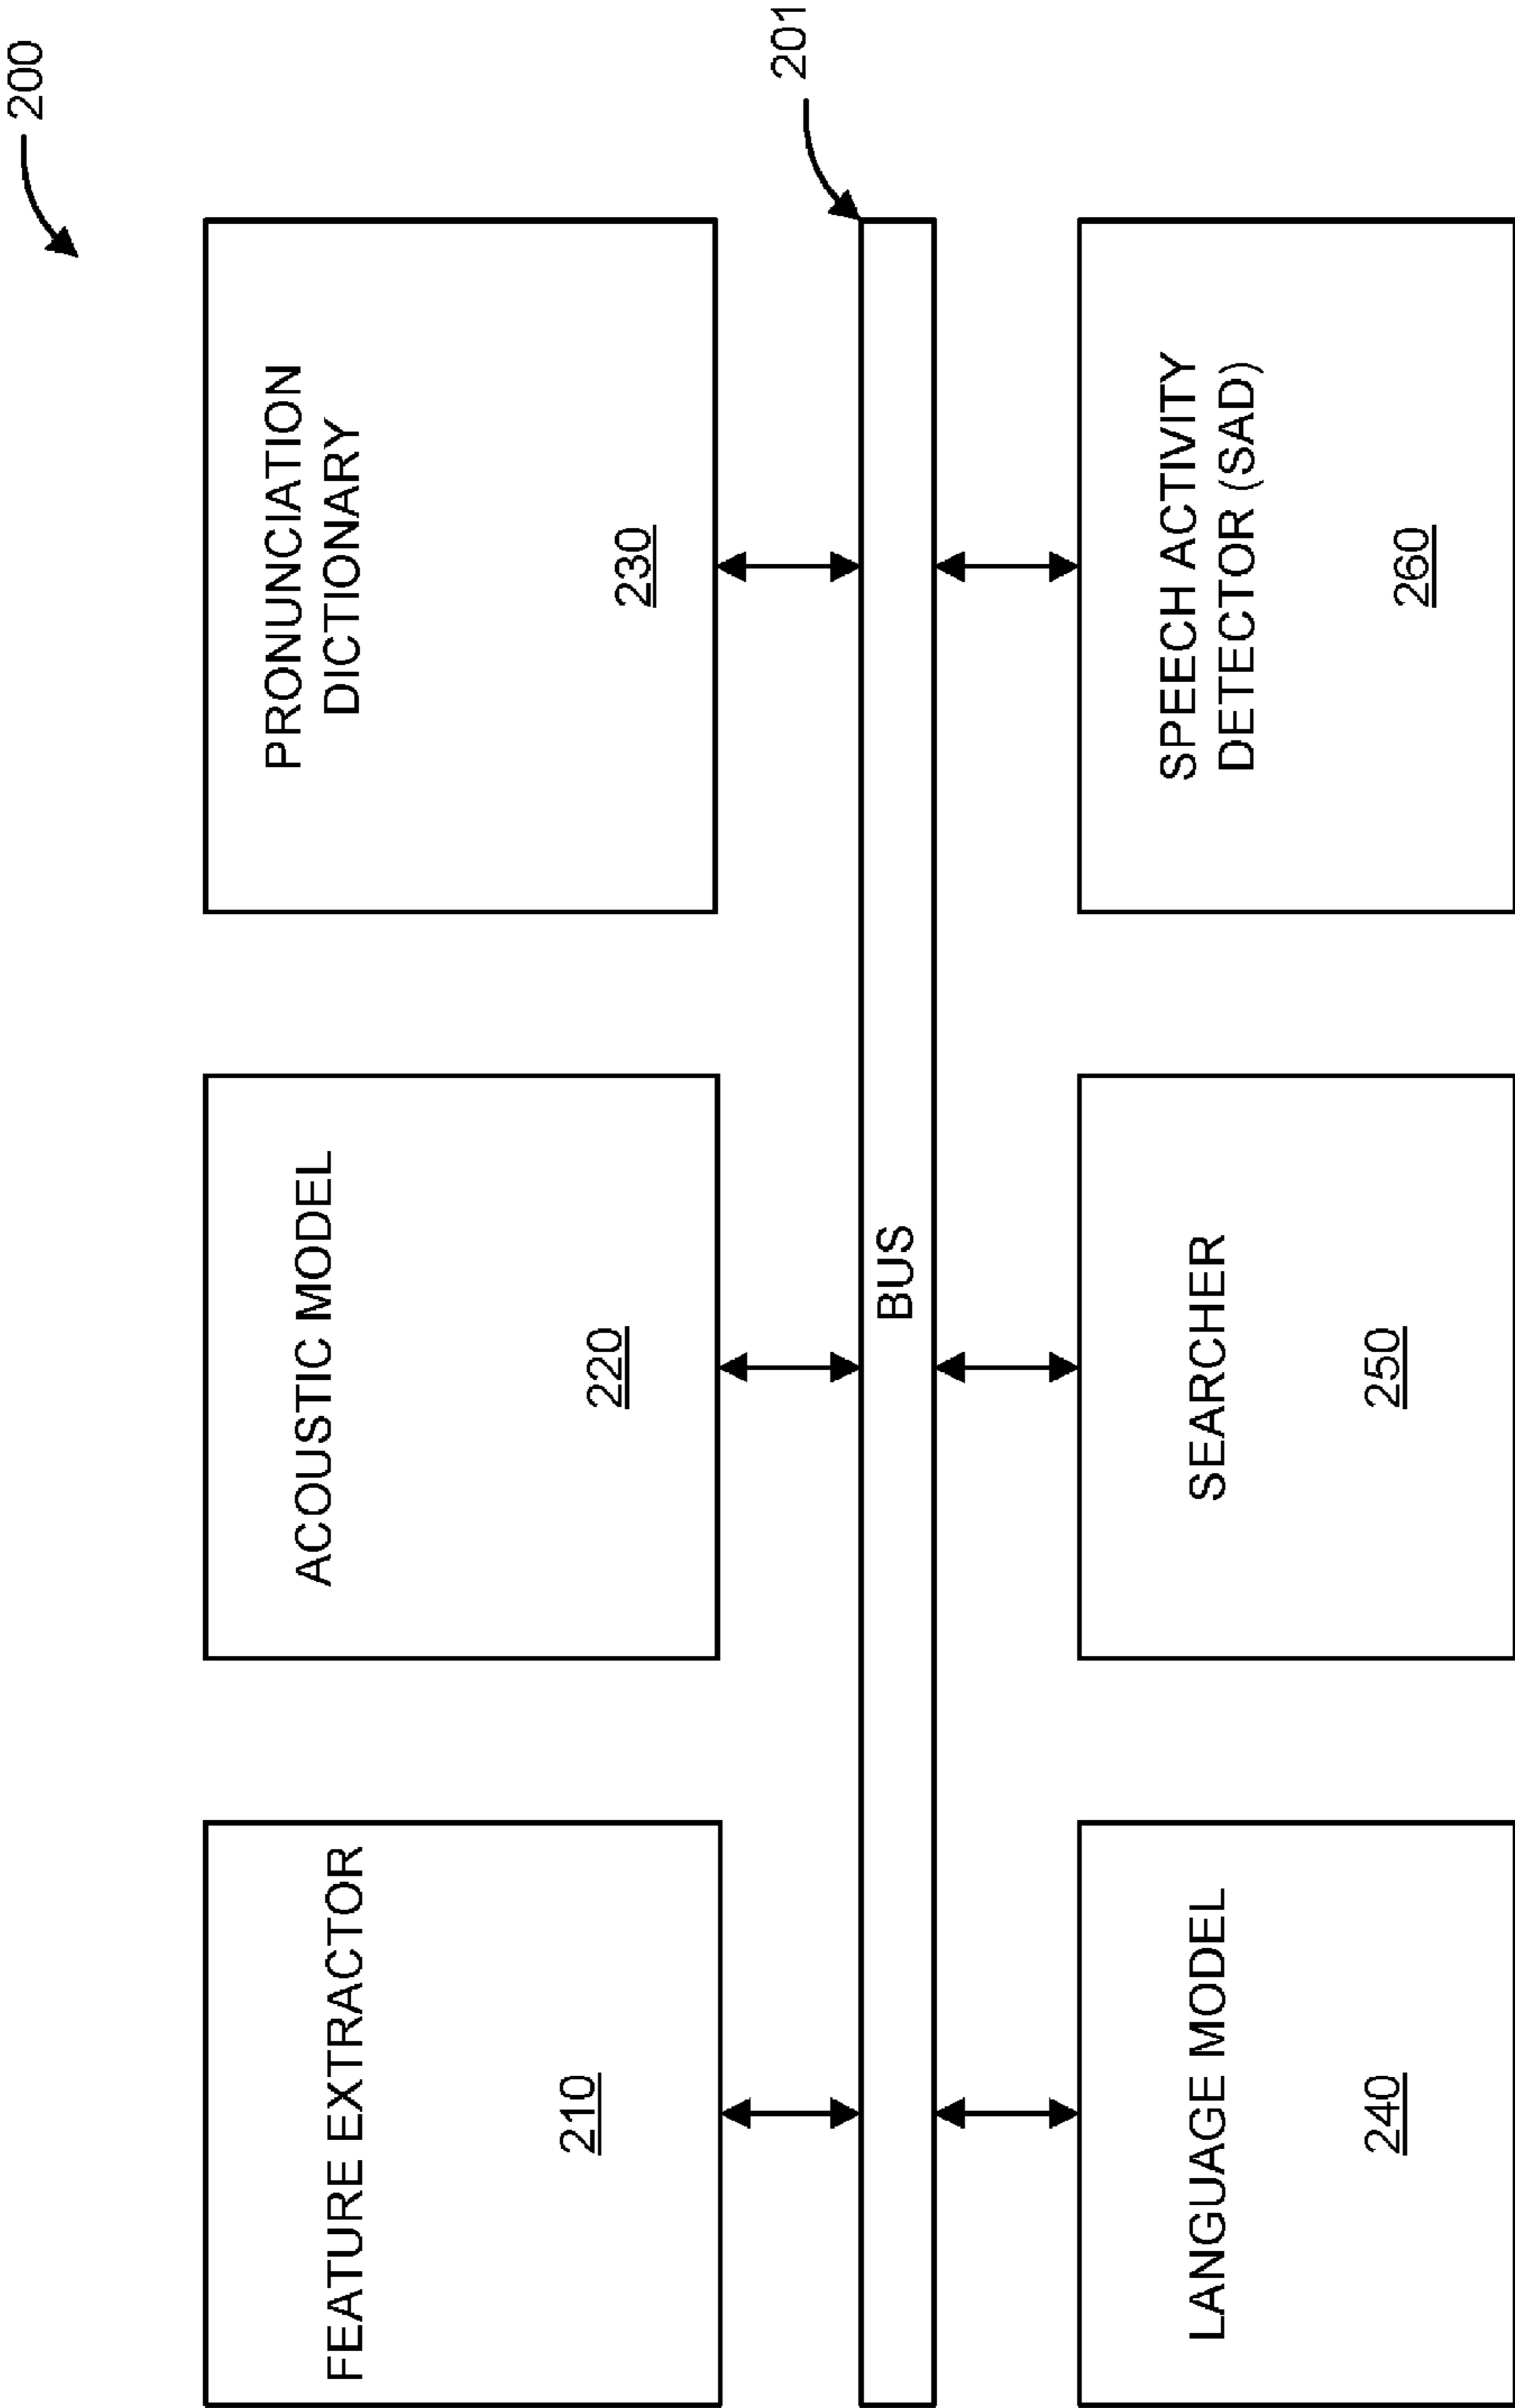 200
FEATURE EXTRACTOR
210
ACOUSTIC MODEL
220
PRONUNCIATION
DICTIONARY
230
201
BUS
LANGUAGE MODEL
240
SEARCHER
250
SPEECH ACTIVITY
DETECTOR (SAD)
260